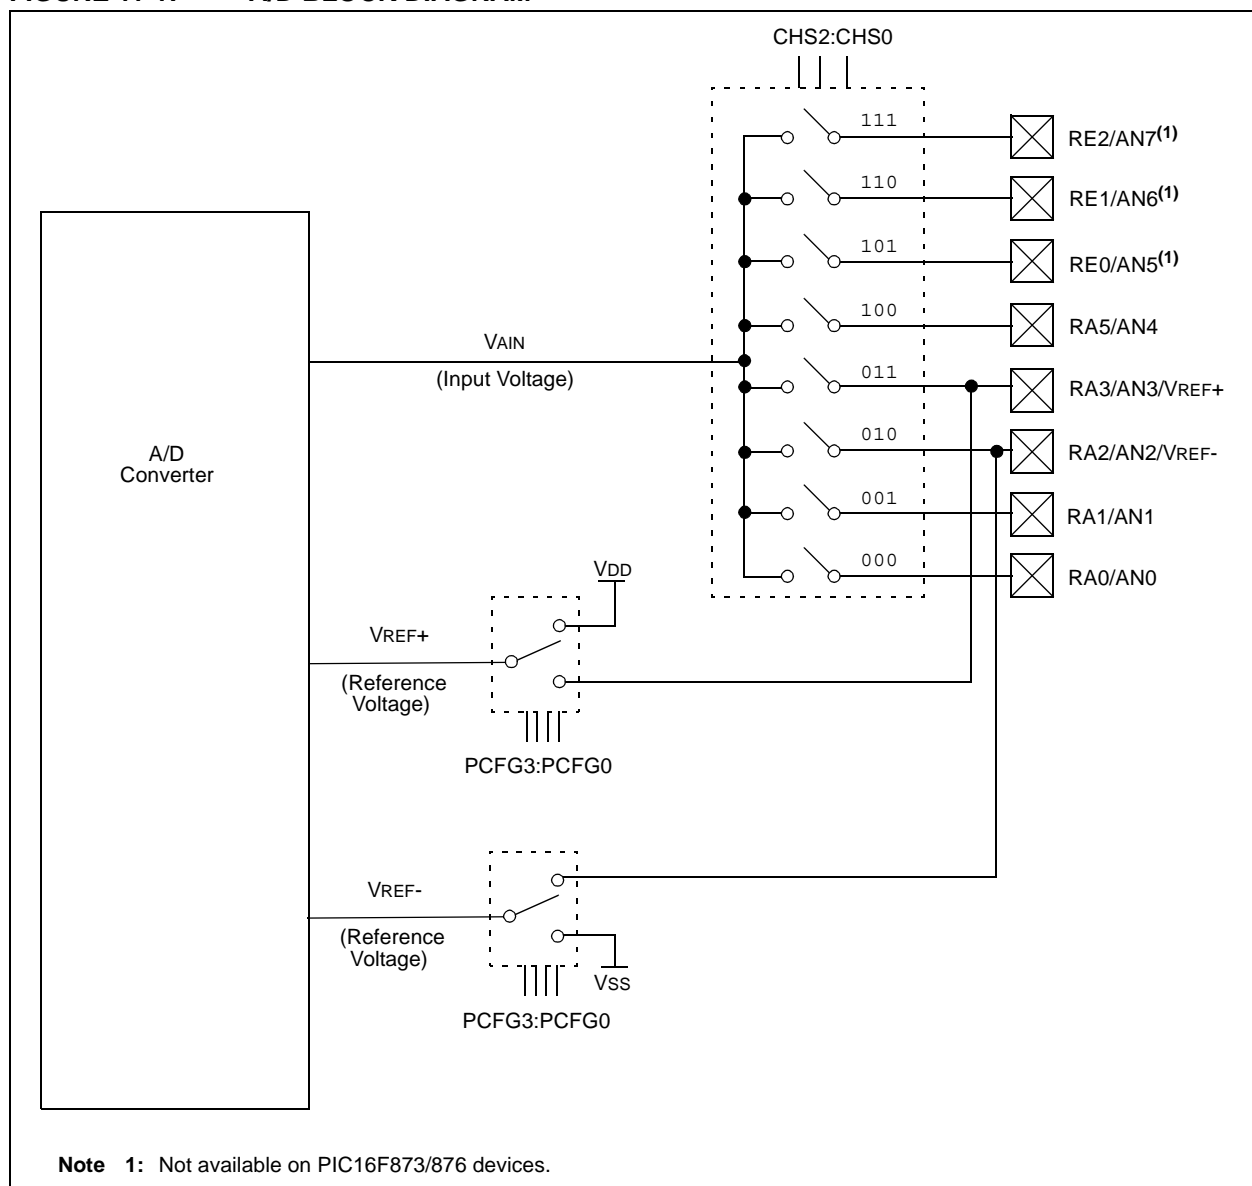 CHS2:CHS0
111
RE2/AN7(1)
110
RE1/AN6(1)
101
RE0/AN5(1)
100
RA5/AN4
VAIN
(Input Voltage)
011
RA3/AN3/VREF+
010
RA2/AN2/VREF-
A/D
Converter
001
RA1/AN1
000
RA0/AN0
VDD
VREF+
(Reference
Voltage)
PCFG3:PCFG0
VREF-
(Reference
Voltage)
VSS
PCFG3:PCFG0
Note 1: Not available on PIC16F873/876 devices.